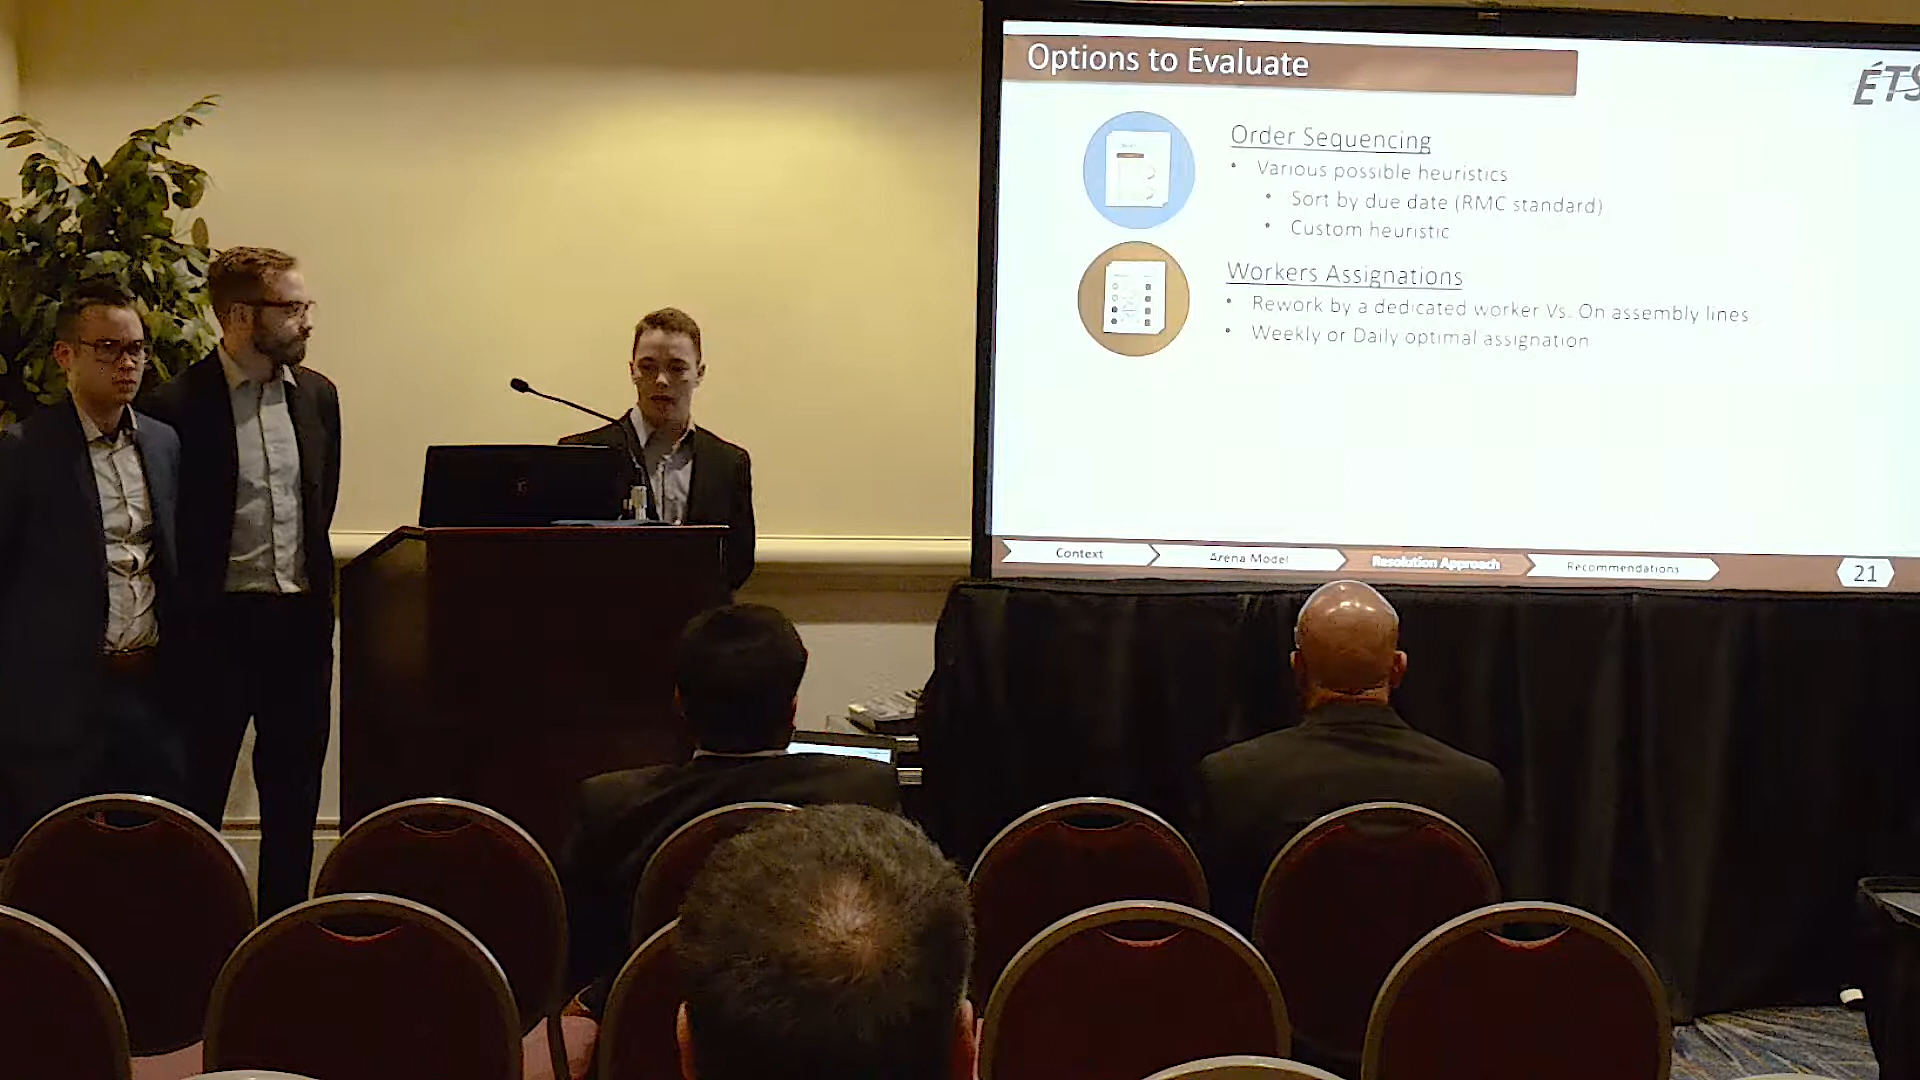 Options to Evaluate
ÉTS
Order Sequencing
• Various possible heuristics
• Sort by due date (RMC standard)
• Custom heuristic
Workers Assignations
• Rework by a dedicated worker Vs. On assembly lines
• Weekly or Daily optimal assignation
Context
Arena Model
Resolution Approach
Recommendations
21